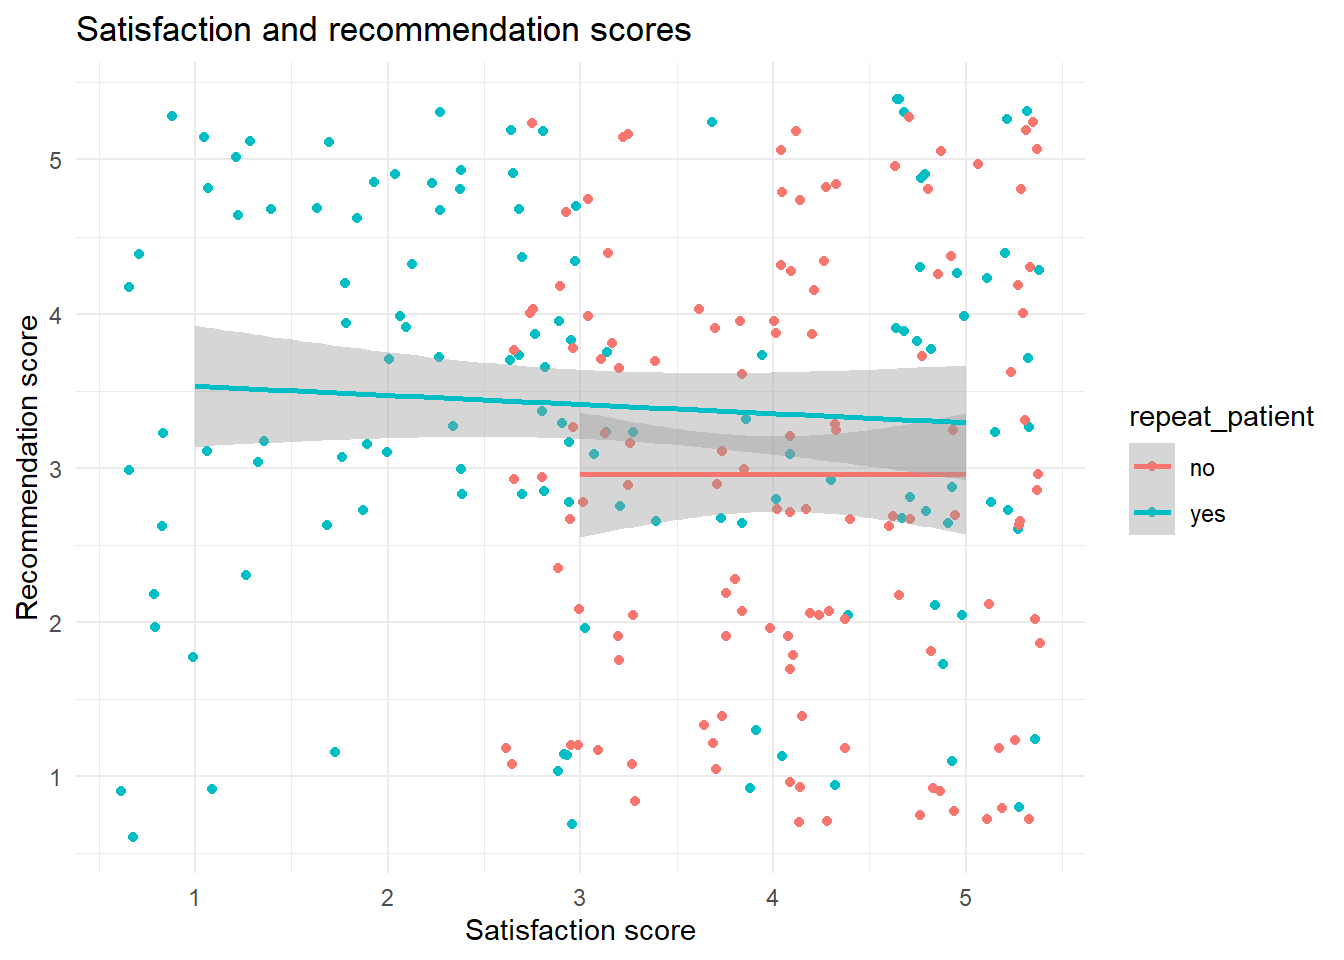 Satisfaction and recommendation scores
5
4
3
2
1
Recommendation score
1 2 3 4 5
Satisfaction score
repeat_patient
no
yes